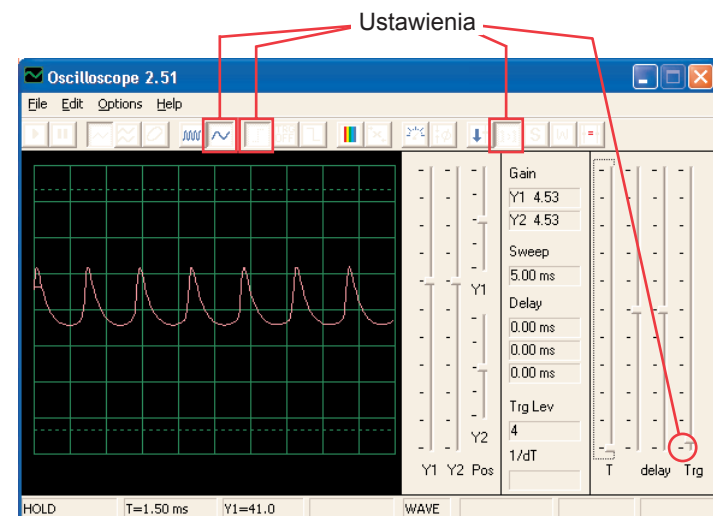 Ustawienia
Oscilloscope 2.51
File Edit Options Help
Gain
Y1 4.53
Y2 4.53
Sweep
5.00 ms
Y1
Delay
0.00 ms
0.00 ms
0.00 ms
Trg Lev
4
Y2
1/dT
Y1 Y2 Pos T delay Trg
HOLD T=1.50 ms Y1=41.0 WAVE